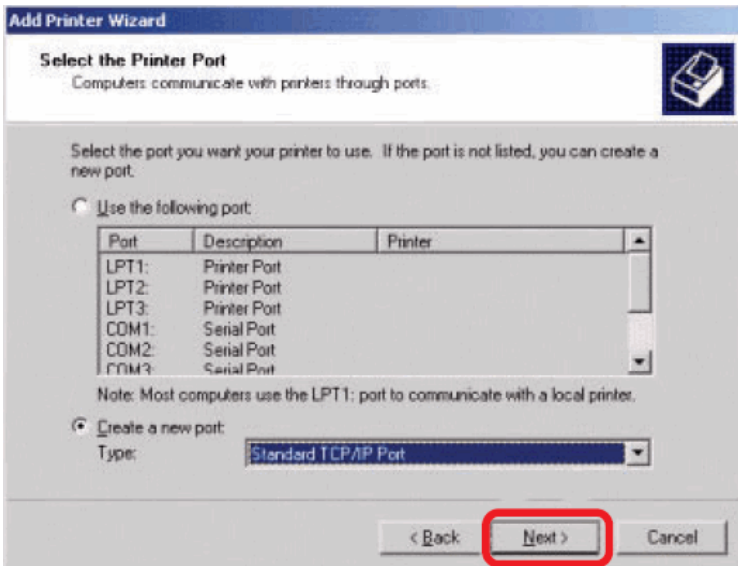 Add Printer Wizard
Select the Printer Port
Computers communicate with printers through ports.
Select the port you want your printer to use. If the port is not listed, you can create a
new port.
Use the following port:
Port Description Printer
LPT1: Printer Port
LPT2: Printer Port
LPT3: Printer Port
COM1: Serial Port
COM2: Serial Port
COM3: Serial Port
Note: Most computers use the LPT1: port to communicate with a local printer.
Create a new port:
Type: Standard TCP/IP Port
< Back Next > Cancel